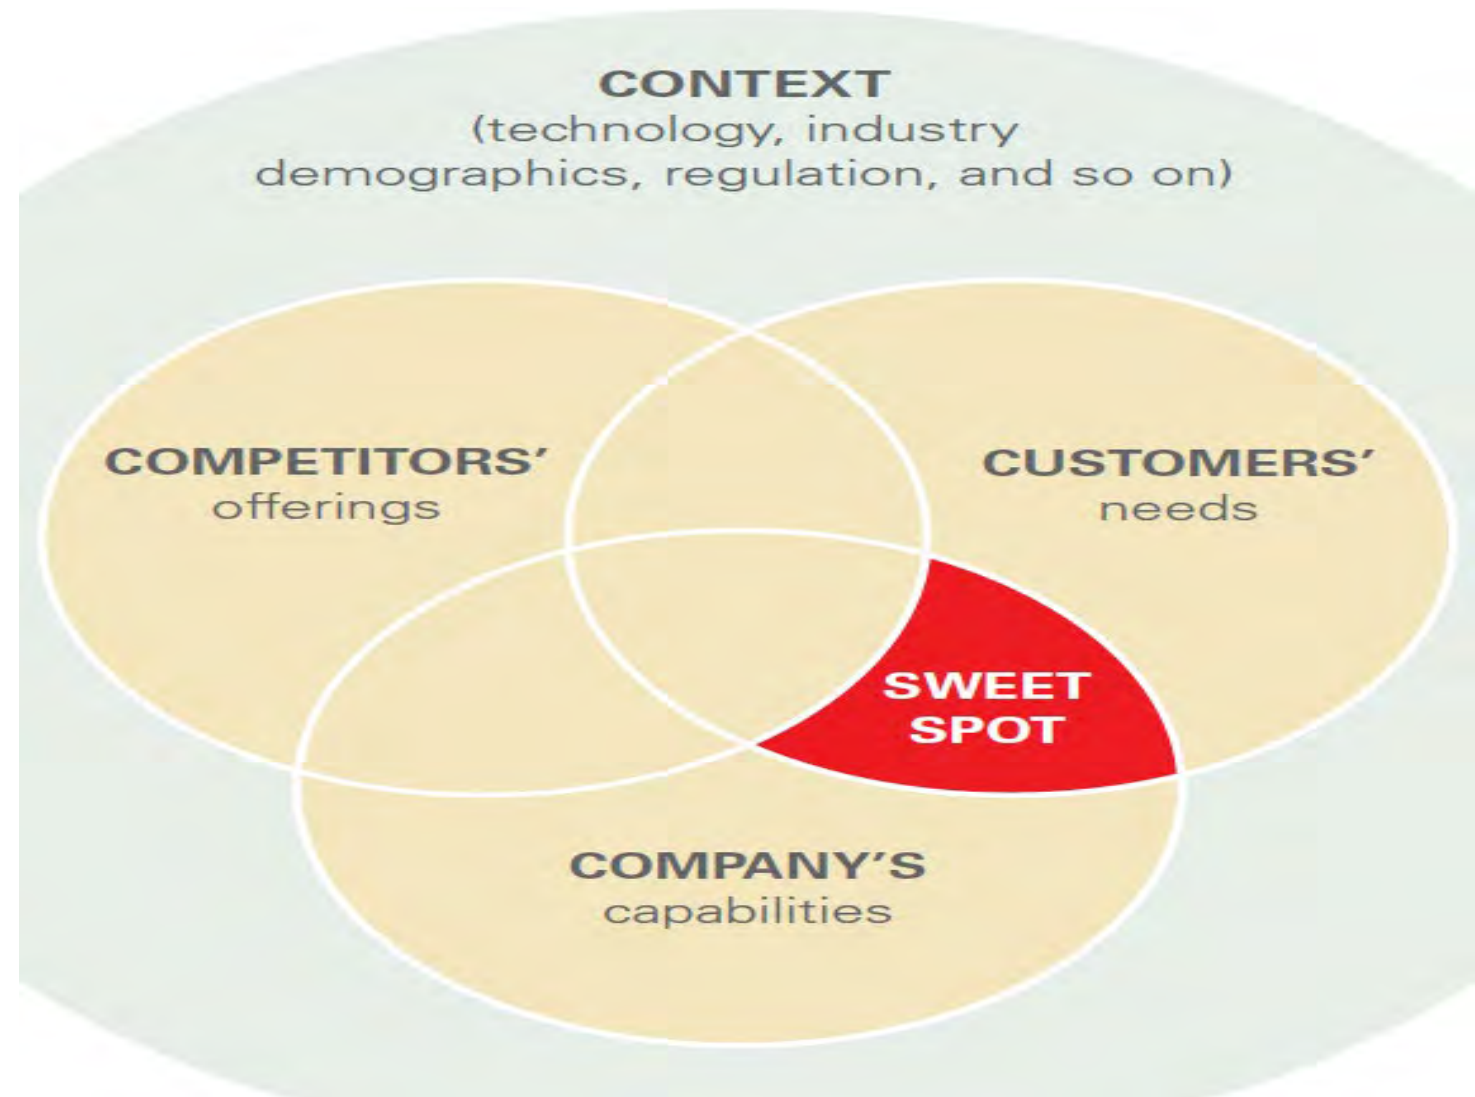 CONTEXT
(technology, industry
demographics, regulation, and so on)
COMPETITORS’
offerings
CUSTOMERS’
needs
SWEET
SPOT
COMPANY’S
capabilities